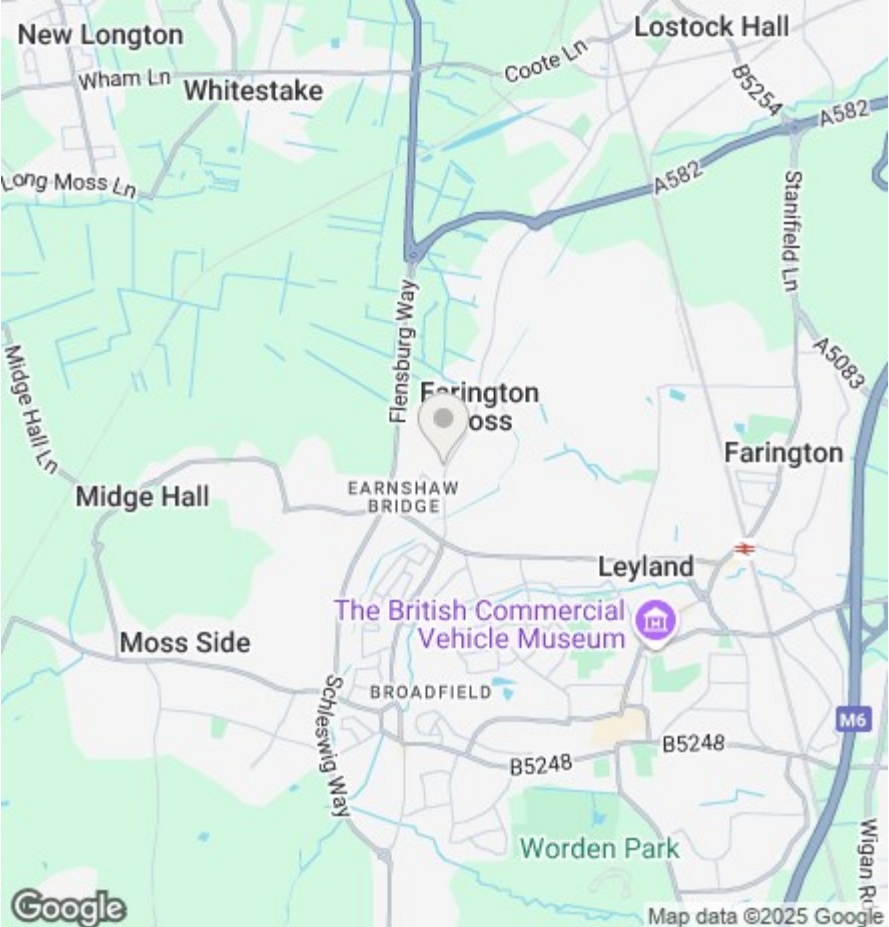 New Longton
Lostock Hall
Wham Ln
Coote Ln
Whitestake
B5254
A582
A582
Long Moss Ln
Stanifield Ln
Flensburg Way
A5083
Midge Hall Ln
Farington
Moss
Farington
Midge Hall
EARNSHAW
BRIDGE
Leyland
The British Commercial
Vehicle Museum
Moss Side
BROADFIELD
Schleswig Way
M6
B5248
B5248
Worden Park
Wigan
Google
Map data ©2025 Google